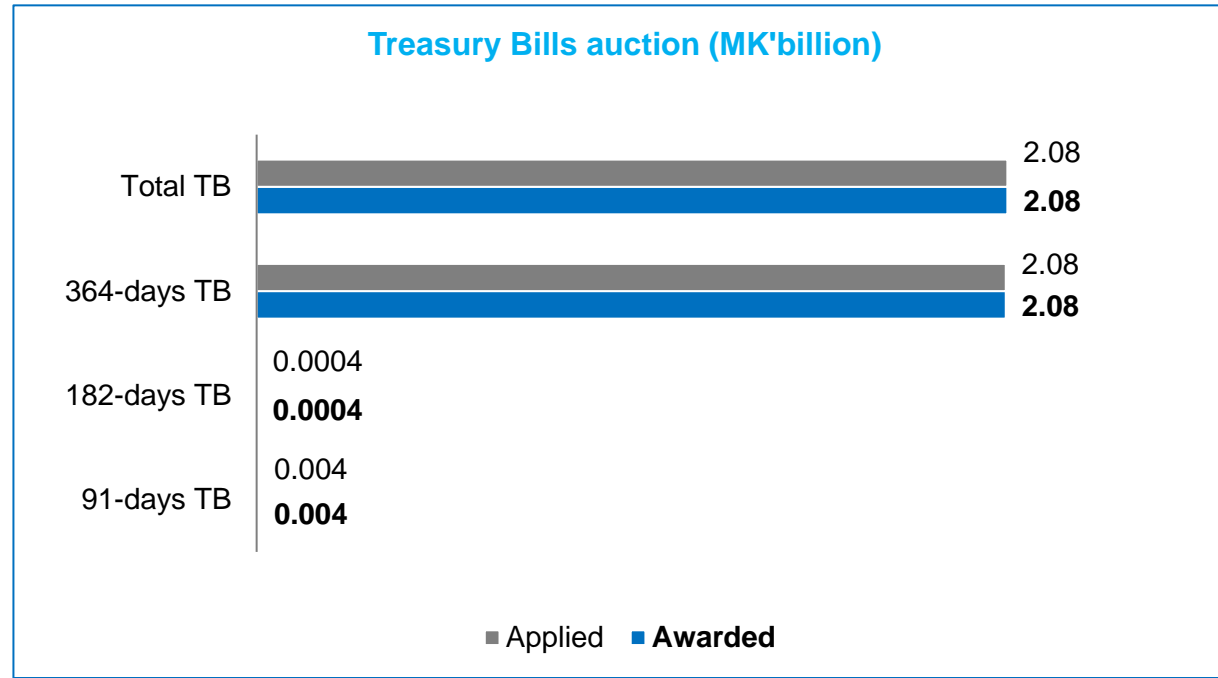 Treasury Bills auction (MK'billion)
Total TB
2.08
2.08
364-days TB
2.08
2.08
182-days TB
0.0004
0.0004
91-days TB
0.004
0.004
Applied
Awarded